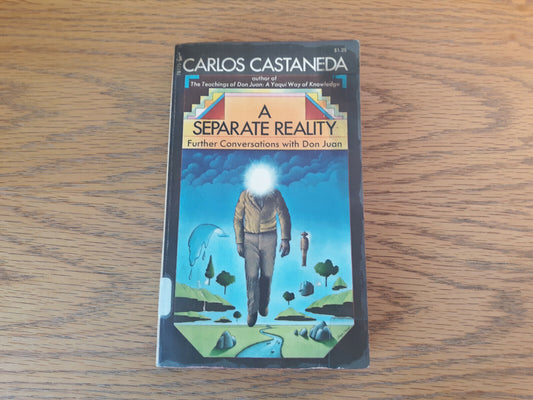 $1.25
CARLOS CASTANEDA
author of
The Teachings of Don Juan: A Yaqui Way of Knowledge
A
SEPARATE REALITY
Further Conversations with Don Juan